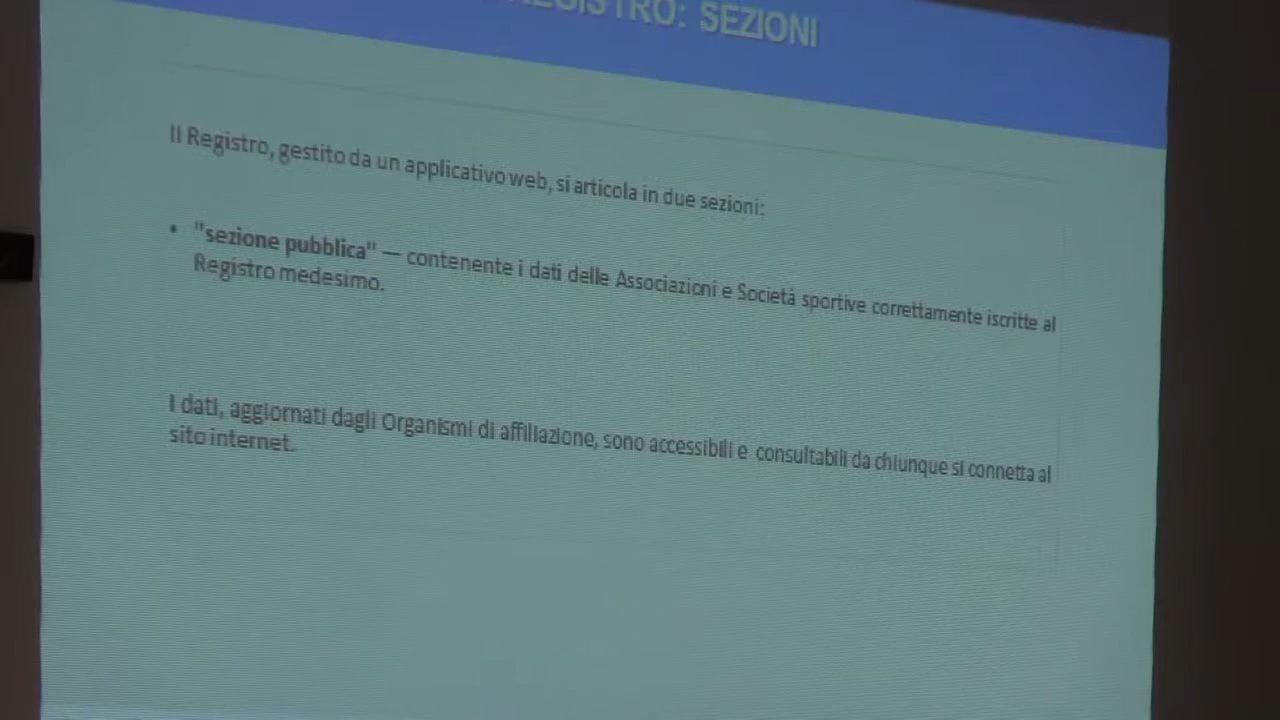 REGISTRO: SEZIONI
Il Registro, gestito da un applicativo web, si articola in due sezioni:
• "sezione pubblica" — contenente i dati delle Associazioni e Società sportive correttamente iscritte al
Registro medesimo.
I dati, aggiornati dagli Organismi di affiliazione, sono accessibili e consultabili da chiunque si connetta al
sito internet.